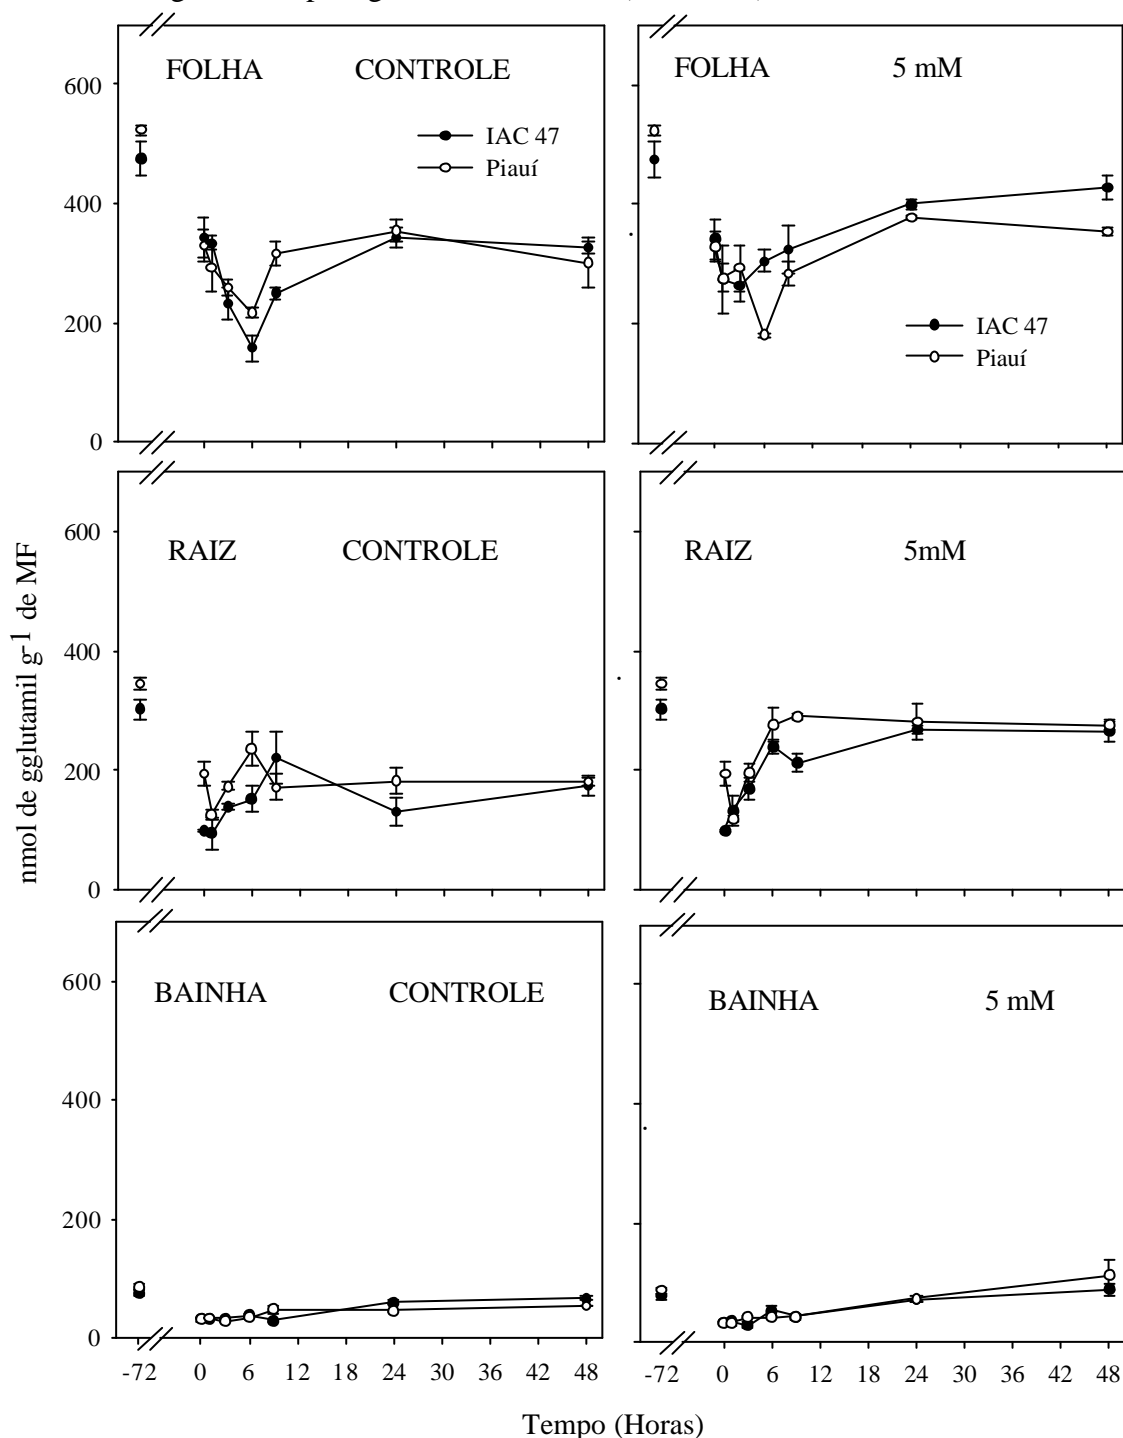 FOLHA CONTROLE
FOLHA 5 mM
600
IAC 47
Piauí
400
200
IAC 47
Piauí
0
600
RAIZ CONTROLE
RAIZ 5mM
nmol de gglutamil g-1 de MF
400
200
0
600
BAINHA CONTROLE
BAINHA 5 mM
400
200
0
-72 0 6 12 18 24 30 36 42 48
-72 0 6 12 18 24 30 36 42 48
Tempo (Horas)